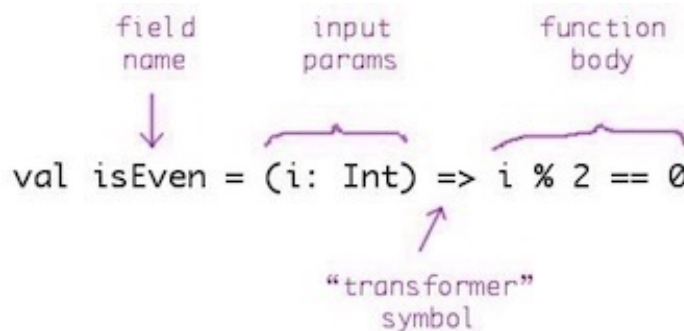 field
name
input
params
function
body
val isEven = (i: Int) => i % 2 == 0
“transformer”
symbol